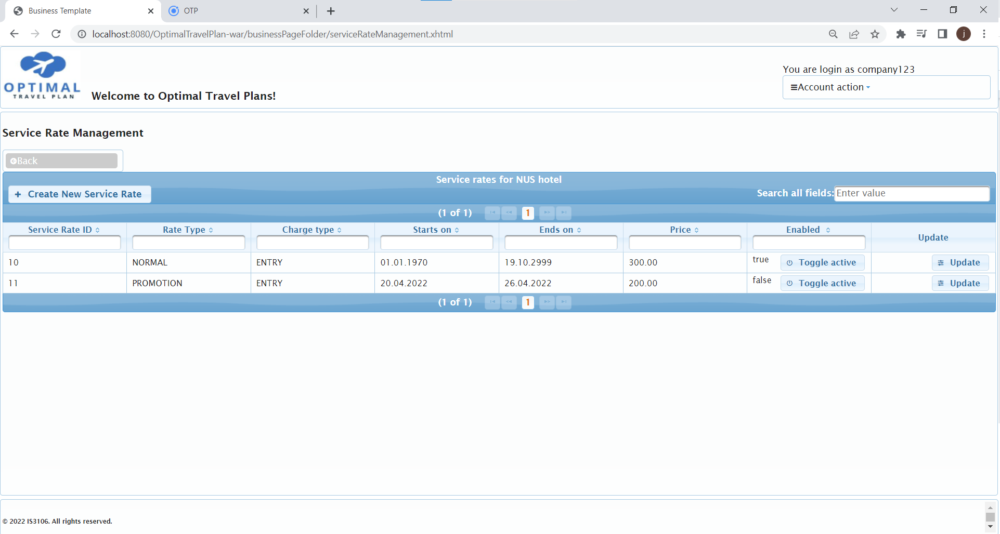 Business Template
OTP
localhost:8080/OptimalTravelPlan-war/businessPageFolder/serviceRateManagement.xhtml
j
OPTIMAL
TRAVEL PLAN
Welcome to Optimal Travel Plans!
You are login as company123
Account action
Service Rate Management
Back
Service rates for NUS hotel
Create New Service Rate
Search all fields: Enter value
(1 of 1) 1
Service Rate ID Rate Type Charge type Starts on Ends on Price Enabled Update
10 NORMAL ENTRY 01.01.1970 19.10.2999 300.00 true Toggle active Update
11 PROMOTION ENTRY 20.04.2022 26.04.2022 200.00 false Toggle active Update
(1 of 1) 1
© 2022 IS3106. All rights reserved.